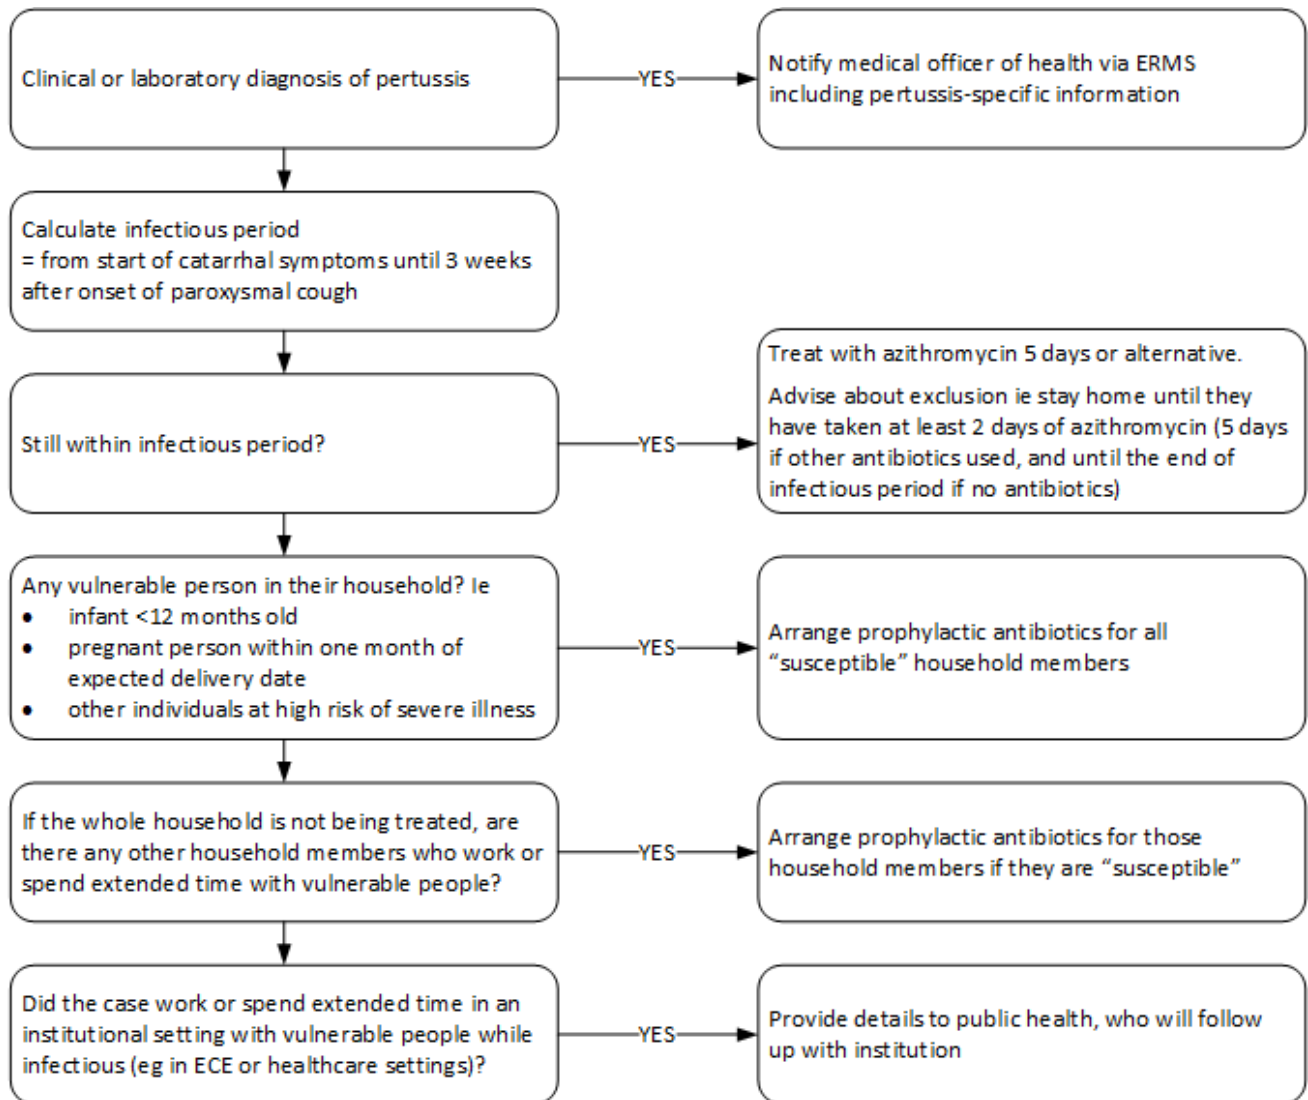 Clinical or laboratory diagnosis of pertussis
YES
Notify medical officer of health via ERMS
including pertussis-specific information
Calculate infectious period
= from start of catarrhal symptoms until 3 weeks
after onset of paroxysmal cough
Still within infectious period?
YES
Treat with azithromycin 5 days or alternative.
Advise about exclusion ie stay home until they
have taken at least 2 days of azithromycin (5 days
if other antibiotics used, and until the end of
infectious period if no antibiotics)
Any vulnerable person in their household? Ie
• infant <12 months old
• pregnant person within one month of
expected delivery date
• other individuals at high risk of severe illness
YES
Arrange prophylactic antibiotics for all
“susceptible” household members
If the whole household is not being treated, are
there any other household members who work or
spend extended time with vulnerable people?
YES
Arrange prophylactic antibiotics for those
household members if they are “susceptible”
Did the case work or spend extended time in an
institutional setting with vulnerable people while
infectious (eg in ECE or healthcare settings)?
YES
Provide details to public health, who will follow
up with institution